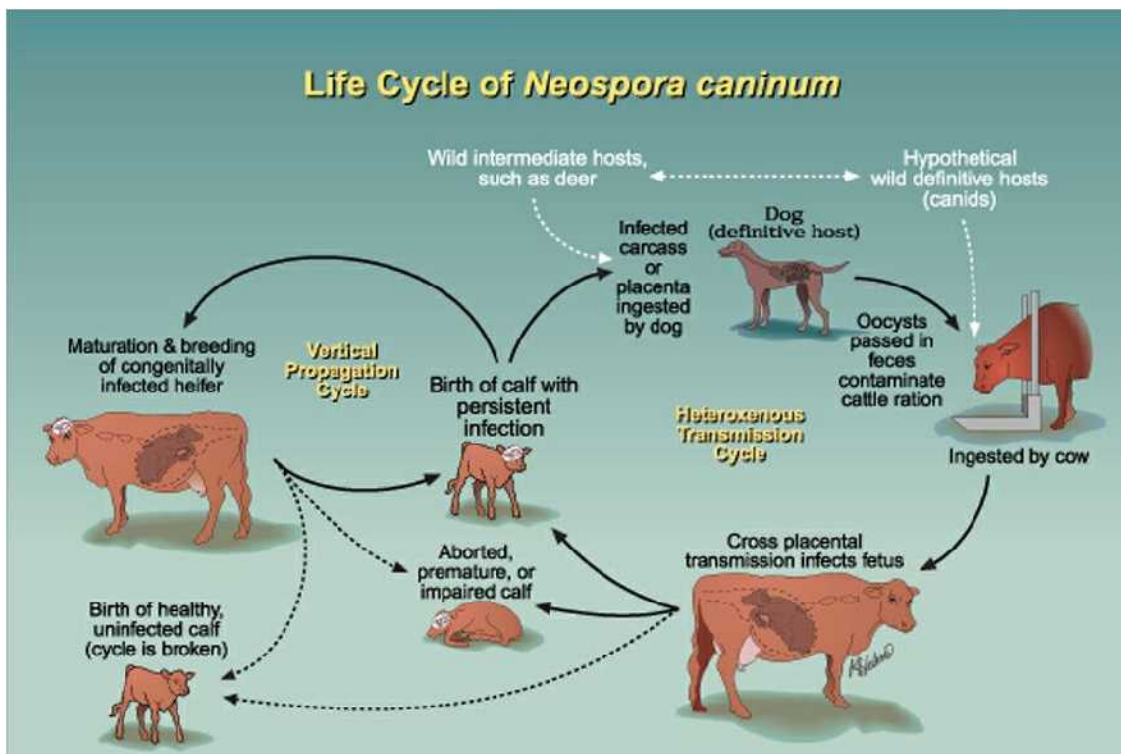 Life Cycle of Neospora caninum
Wild intermediate hosts,
such as deer
Hypothetical
wild definitive hosts
(canids)
Dog
(definitive host)
Infected
carcass
or
placenta
ingested
by dog
Oocysts
passed in
feces
contaminate
cattle ration
Ingested by cow
Maturation & breeding
of congenitally
infected heifer
Vertical
Propagation
Cycle
Birth of calf with
persistent
infection
Heteroxenous
Transmission
Cycle
Cross placental
transmission infects fetus
Aborted,
premature, or
impaired calf
Birth of healthy,
uninfected calf
(cycle is broken)